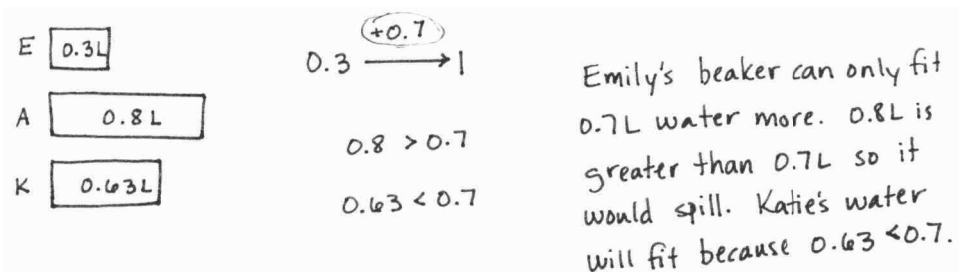 E 0.3L
A 0.8L
K 0.63L
+0.7
0.3 → 1
0.8 > 0.7
0.63 < 0.7
Emily's beaker can only fit
0.7L water more. 0.8L is
greater than 0.7L so it
would spill. Katie's water
will fit because 0.63 < 0.7.